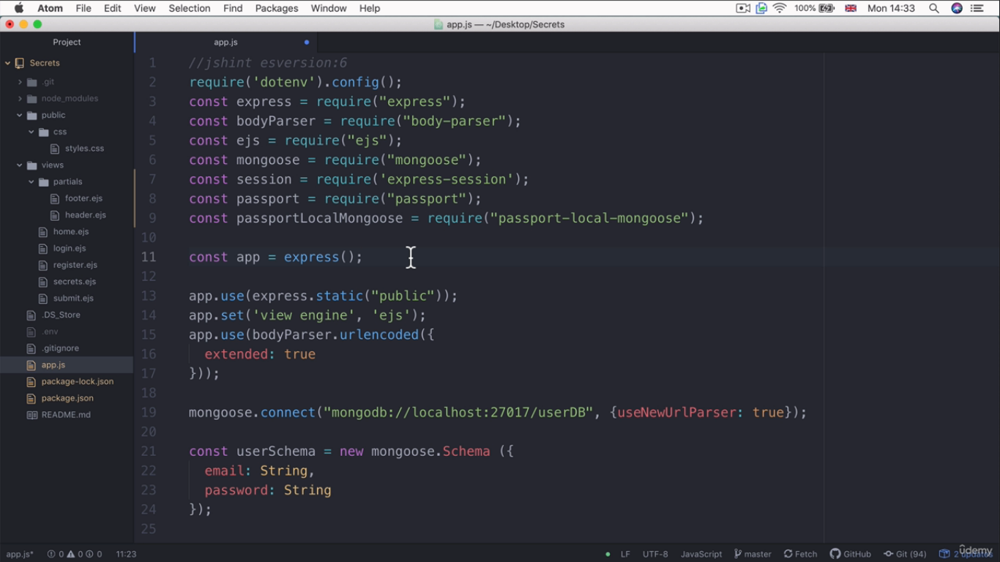 Atom File Edit View Selection Find Packages Window Help 100% Mon 14:33
app.js — ~/Desktop/Secrets
Project
app.js
Secrets
.git
node_modules
public
css
styles.css
views
partials
footer.ejs
header.ejs
home.ejs
login.ejs
register.ejs
secrets.ejs
submit.ejs
.DS_Store
.env
.gitignore
app.js
package-lock.json
package.json
README.md
1 //jshint esversion:6
2 require('dotenv').config();
3 const express = require("express");
4 const bodyParser = require("body-parser");
5 const ejs = require("ejs");
6 const mongoose = require("mongoose");
7 const session = require('express-session');
8 const passport = require("passport");
9 const passportLocalMongoose = require("passport-local-mongoose");
10
11 const app = express();
12
13 app.use(express.static("public"));
14 app.set('view engine', 'ejs');
15 app.use(bodyParser.urlencoded({
16 extended: true
17 }));
18
19 mongoose.connect("mongodb://localhost:27017/userDB", {useNewUrlParser: true});
20
21 const userSchema = new mongoose.Schema ({
22 email: String,
23 password: String
24 });
25
app.js* 0 0 0 11:23 LF UTF-8 JavaScript master Fetch GitHub Git (94) 2 updates
ûdemy